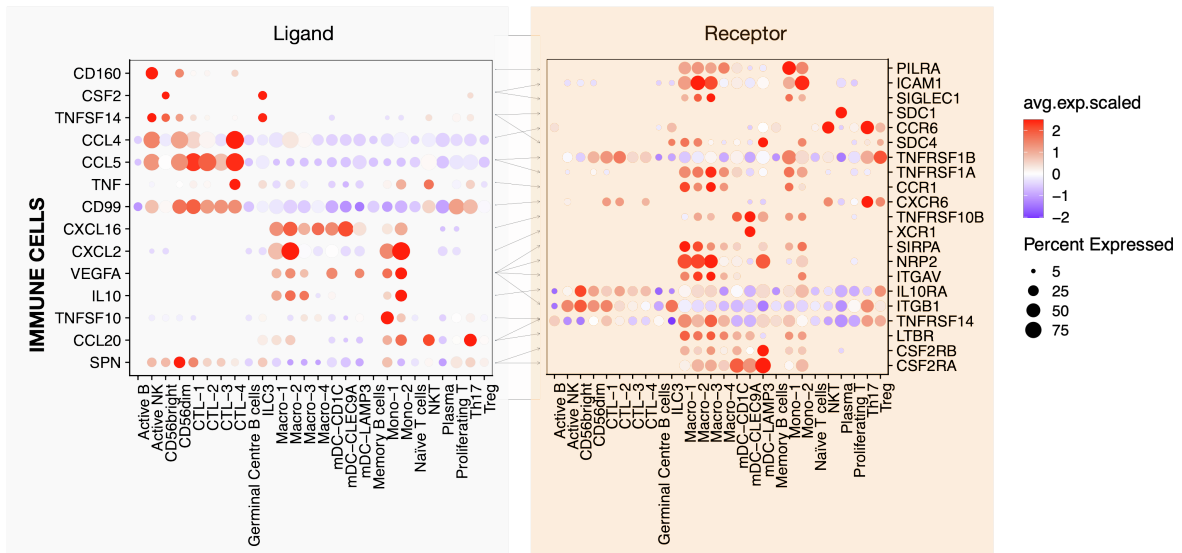 Ligand
Receptor
IMMUNE CELLS
CD160
CSF2
TNFSF14
CCL4
CCL5
TNF
CD99
CXCL16
CXCL2
VEGFA
IL10
TNFSF10
CCL20
SPN
Active B
Active NK
CD56bright
CD56dim
CTL−1
CTL−2
CTL−3
CTL−4
Germinal Centre B cells
ILC3
Macro−1
Macro−2
Macro−3
Macro−4
mDC−CD1C
mDC−CLEC9A
mDC−LAMP3
Memory B cells
Mono−1
Mono−2
Naïve T cells
NKT
Plasma
Proliferating T
Th17
Treg
PILRA
ICAM1
SIGLEC1
SDC1
CCR6
SDC4
TNFRSF1B
TNFRSF1A
CCR1
CXCR6
TNFRSF10B
XCR1
SIRPA
NRP2
ITGAV
IL10RA
ITGB1
TNFRSF14
LTBR
CSF2RB
CSF2RA
Active B
Active NK
CD56bright
CD56dim
CTL−1
CTL−2
CTL−3
CTL−4
Germinal Centre B cells
ILC3
Macro−1
Macro−2
Macro−3
Macro−4
mDC−CD1C
mDC−CLEC9A
mDC−LAMP3
Memory B cells
Mono−1
Mono−2
Naïve T cells
NKT
Plasma
Proliferating T
Th17
Treg
avg.exp.scaled
2
1
0
−1
−2
Percent Expressed
5
25
50
75